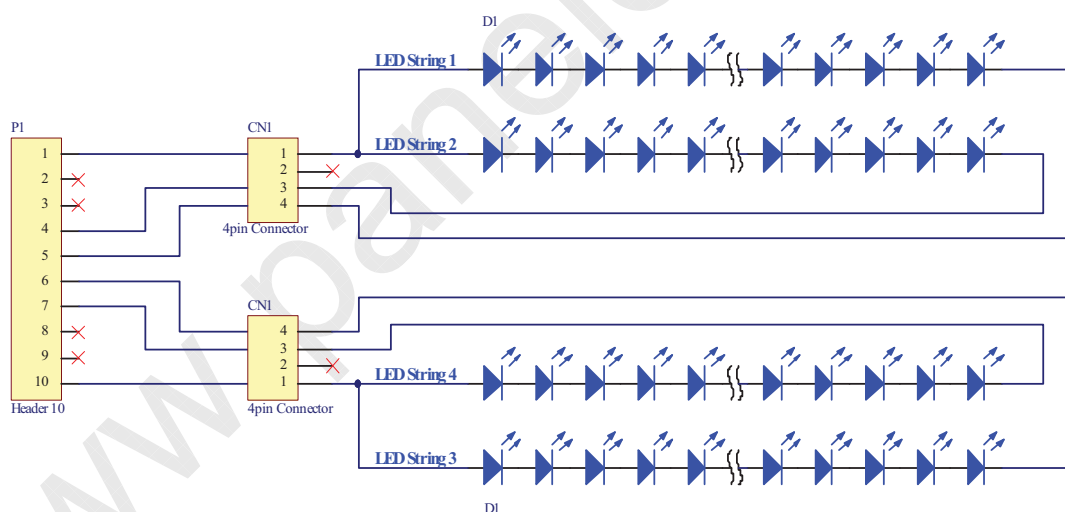 D1
LED String 1
P1
CN1
LED String 2
1
2
3
4
5
6
7
8
9
10
1
2
3
4
4pin Connector
CN1
4
3
2
1
LED String 4
Header 10
4pin Connector
LED String 3
D1
www.panel